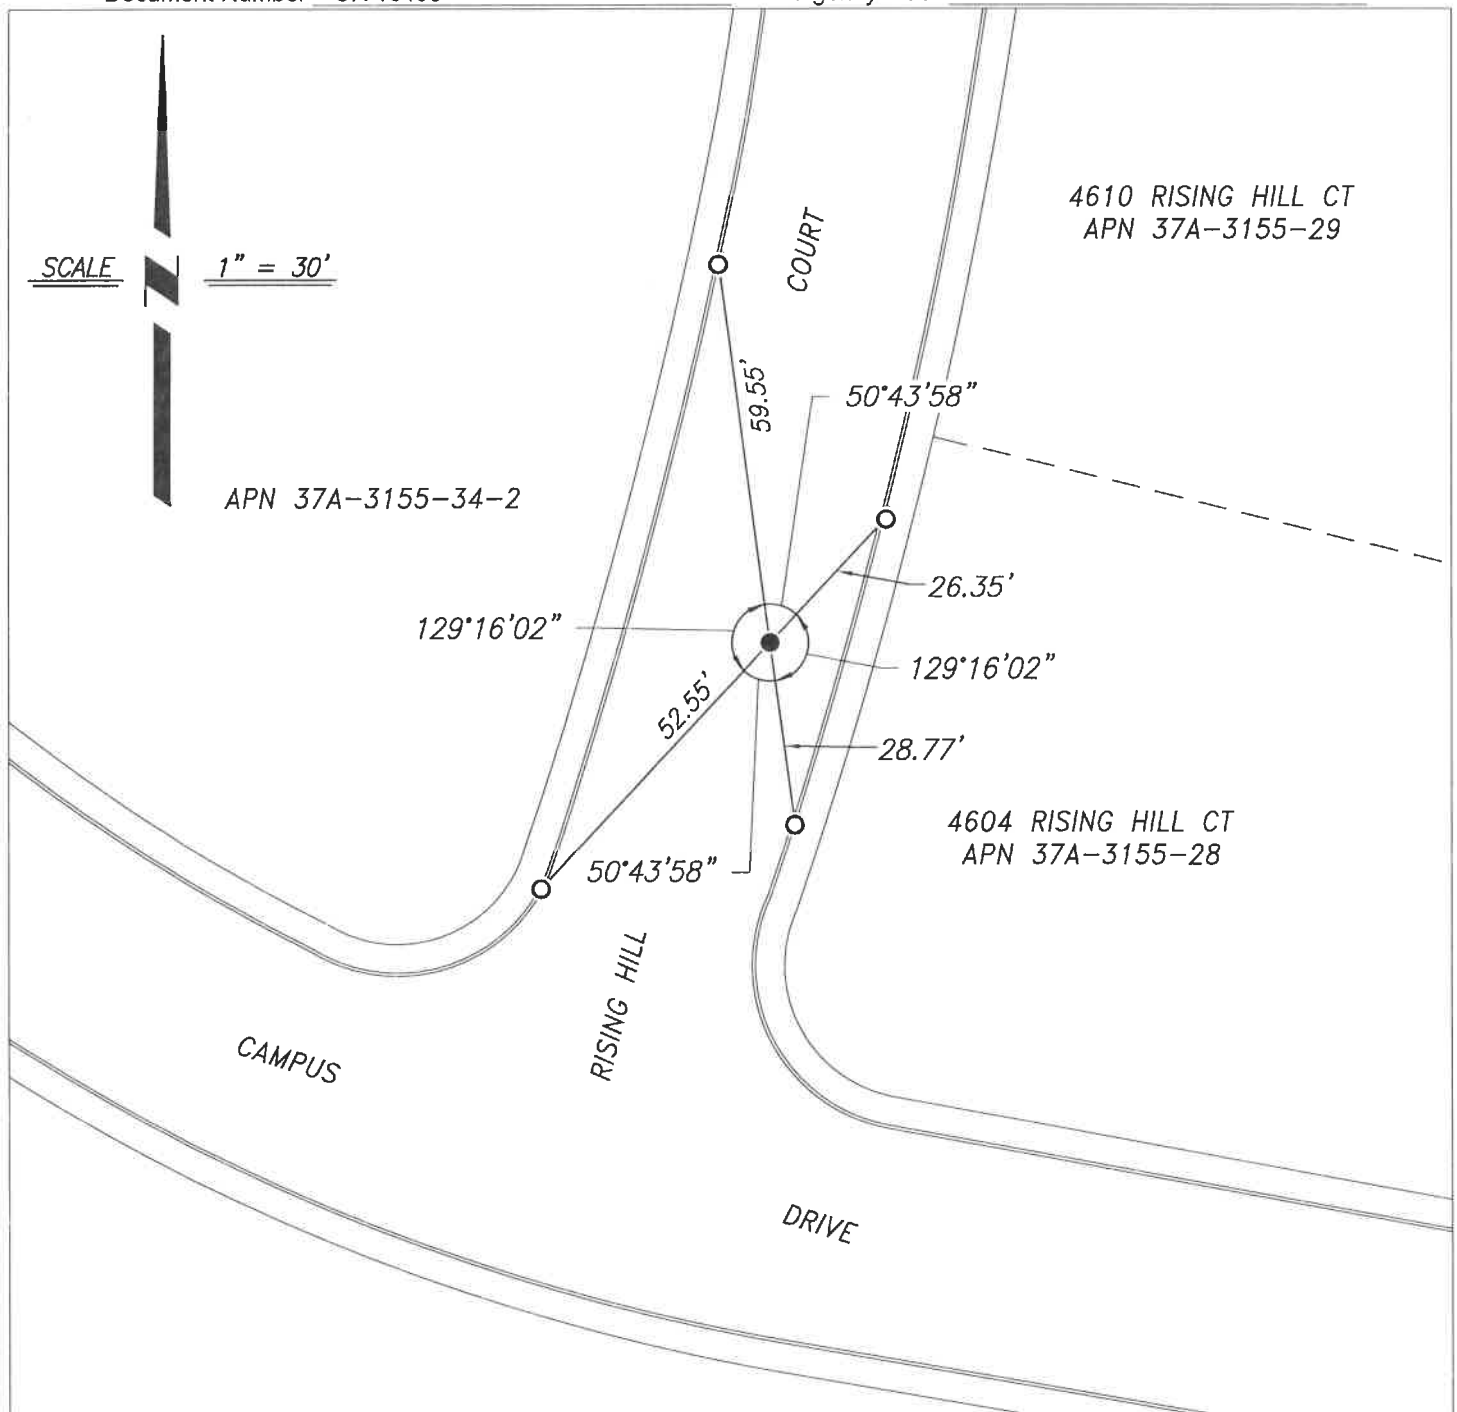 Document Number
4610 RISING HILL CT
APN 37A-3155-29
COURT
SCALE 1" = 30'
59.55'
50°43'58"
APN 37A-3155-34-2
26.35'
129°16'02"
129°16'02"
52.55'
28.77'
4604 RISING HILL CT
APN 37A-3155-28
50°43'58"
RISING HILL
CAMPUS
DRIVE